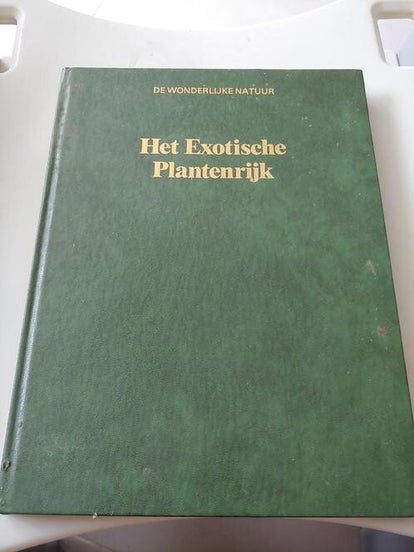 DE WONDERLIJKE NATUUR
Het Exotische
Plantenrijk